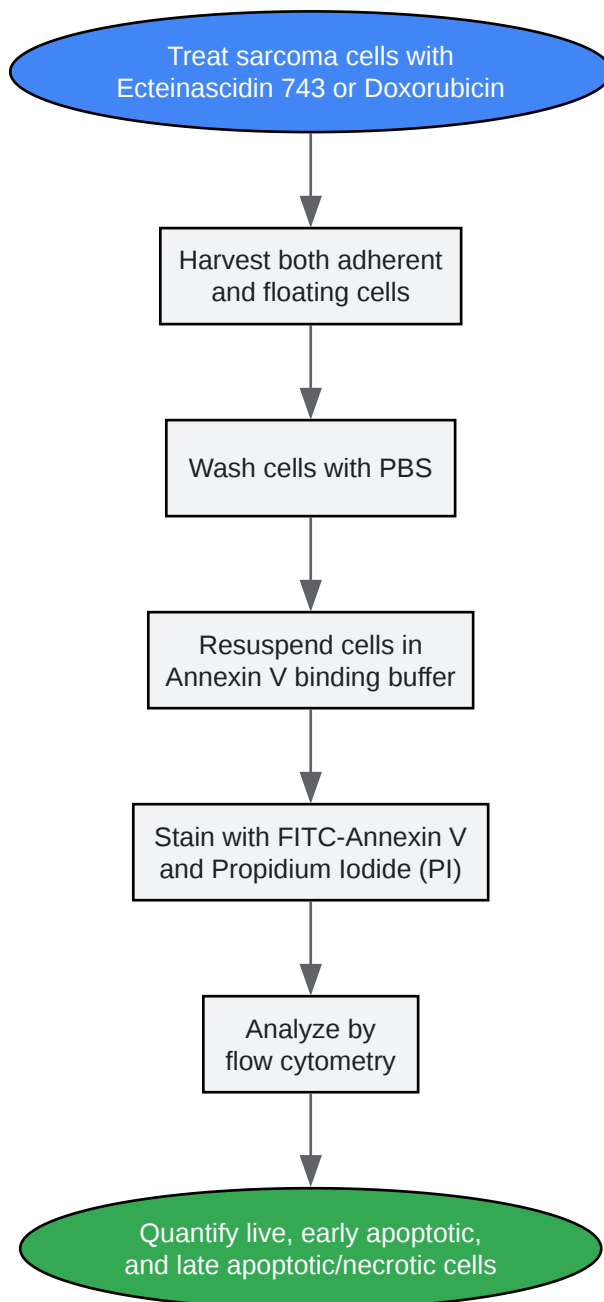 Treat sarcoma cells with
Ecteinascidin 743 or Doxorubicin
Harvest both adherent
and floating cells
Wash cells with PBS
Resuspend cells in
Annexin V binding buffer
Stain with FITC-Annexin V
and Propidium Iodide (PI)
Analyze by
flow cytometry
Quantify live, early apoptotic,
and late apoptotic/necrotic cells